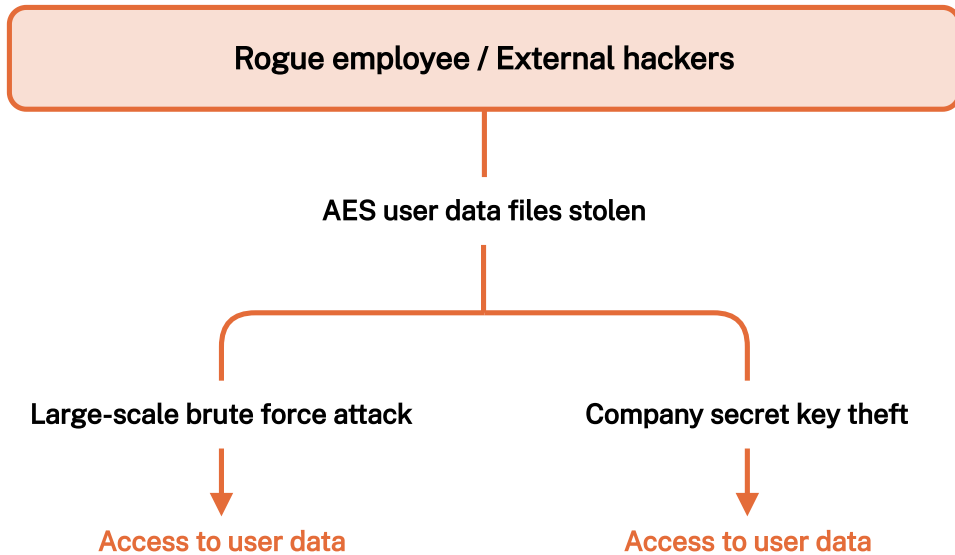 Rogue employee / External hackers
AES user data files stolen
Large-scale brute force attack
Company secret key theft
Access to user data
Access to user data